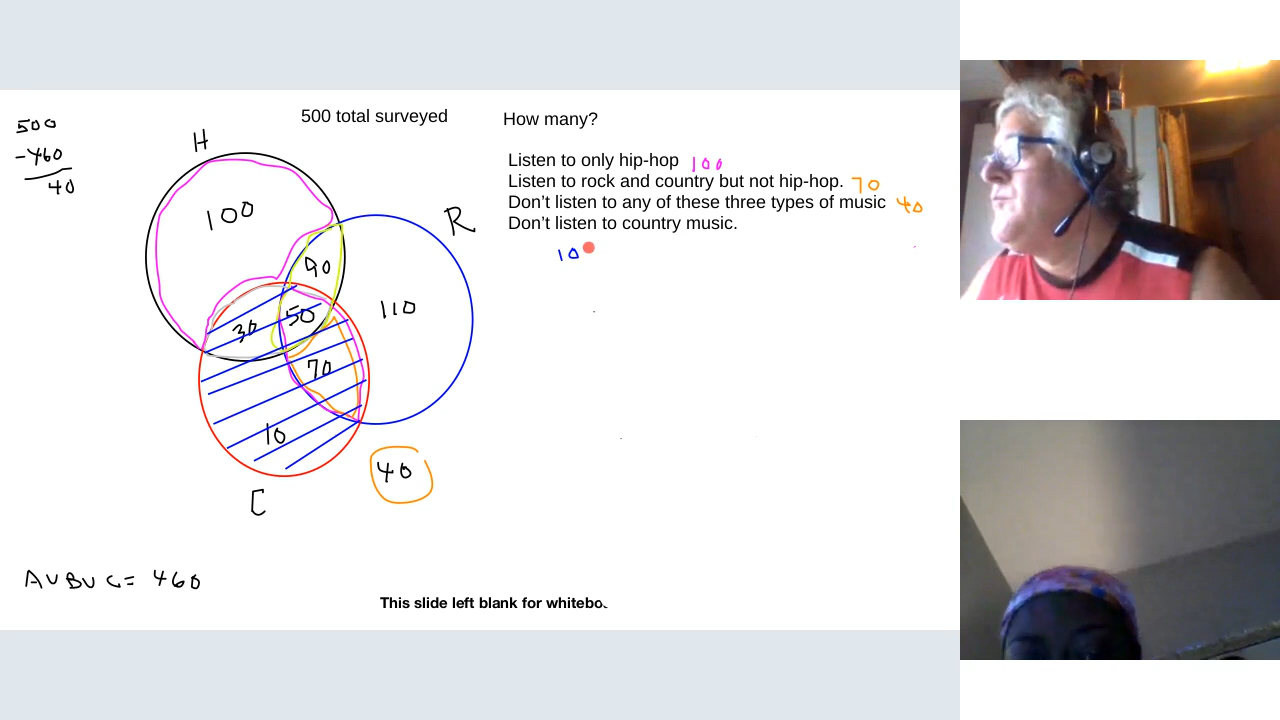 500 total surveyed
How many?
500
-460
40
H
Listen to only hip-hop 100
Listen to rock and country but not hip-hop. 70
Don't listen to any of these three types of music 40
Don't listen to country music.
10
100
R
90
110
50
30
70
10
40
C
A∪B∪C= 460
This slide left blank for whitebo